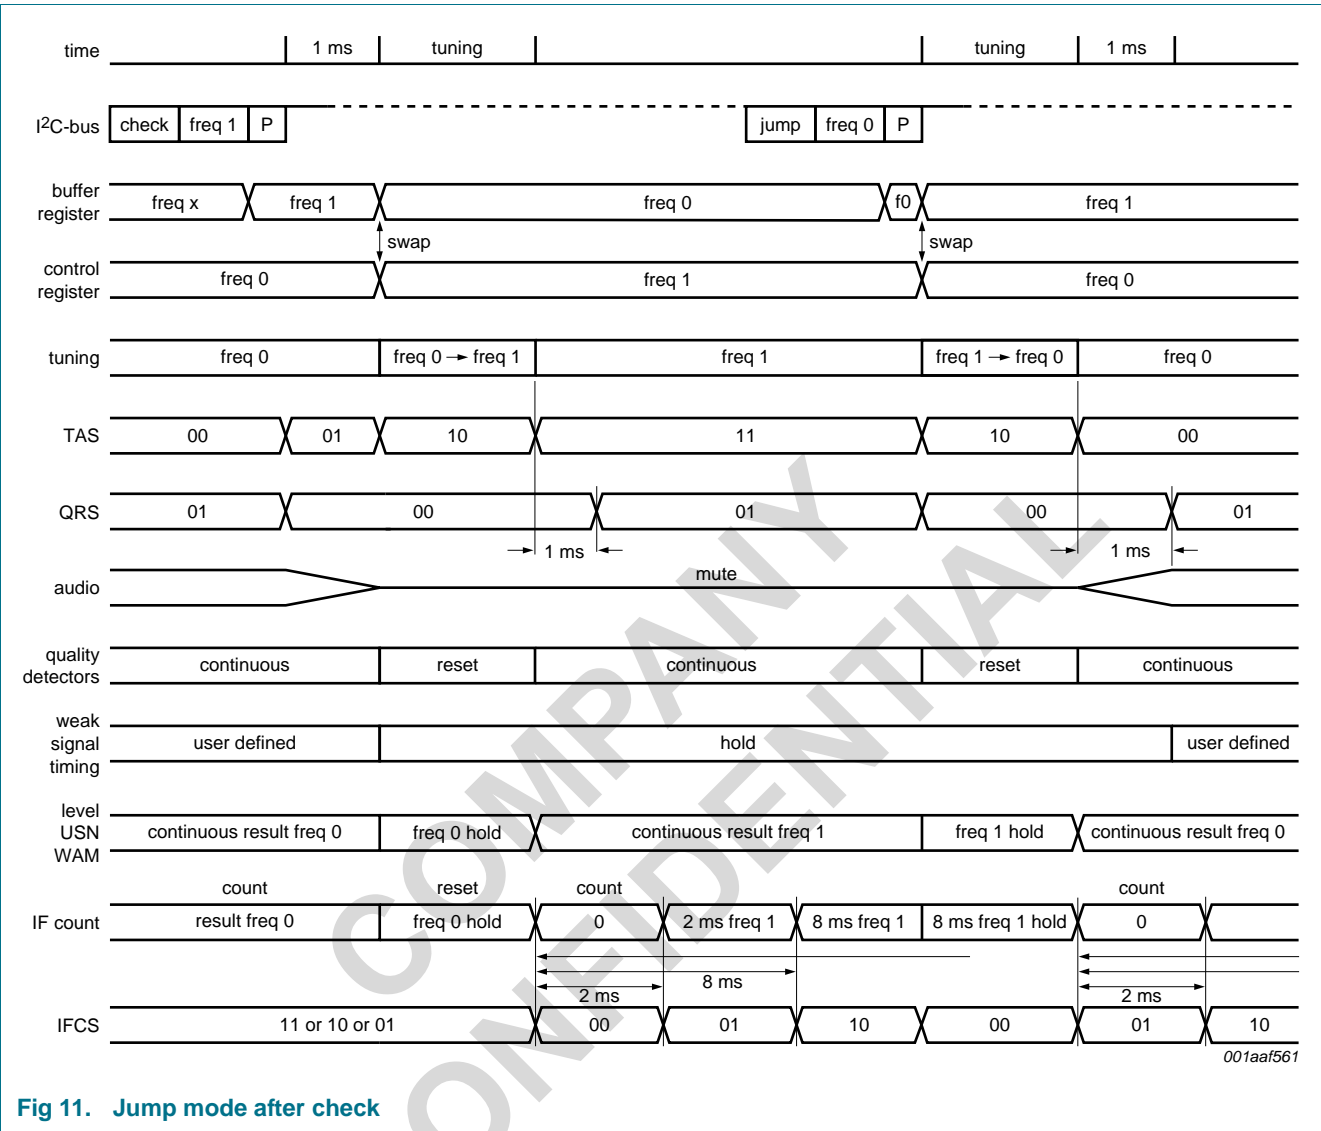 time 1 ms tuning tuning 1 ms
I2C-bus check freq 1 P jump freq 0 P
buffer register freq x freq 1 freq 0 f0 freq 1
swap swap
control register freq 0 freq 1 freq 0
tuning freq 0 freq 0 → freq 1 freq 1 freq 1 → freq 0 freq 0
TAS 00 01 10 11 10 00
QRS 01 00 01 00 01
1 ms 1 ms
audio mute
quality detectors continuous reset continuous reset continuous
weak signal timing user defined hold user defined
level USN WAM continuous result freq 0 freq 0 hold continuous result freq 1 freq 1 hold continuous result freq 0
count reset count count
IF count result freq 0 freq 0 hold 0 2 ms freq 1 8 ms freq 1 8 ms freq 1 hold 0
8 ms
2 ms 2 ms
IFCS 11 or 10 or 01 00 01 10 00 01 10
001aaf561
Fig 11. Jump mode after check
COMPANY
CONFIDENTIAL